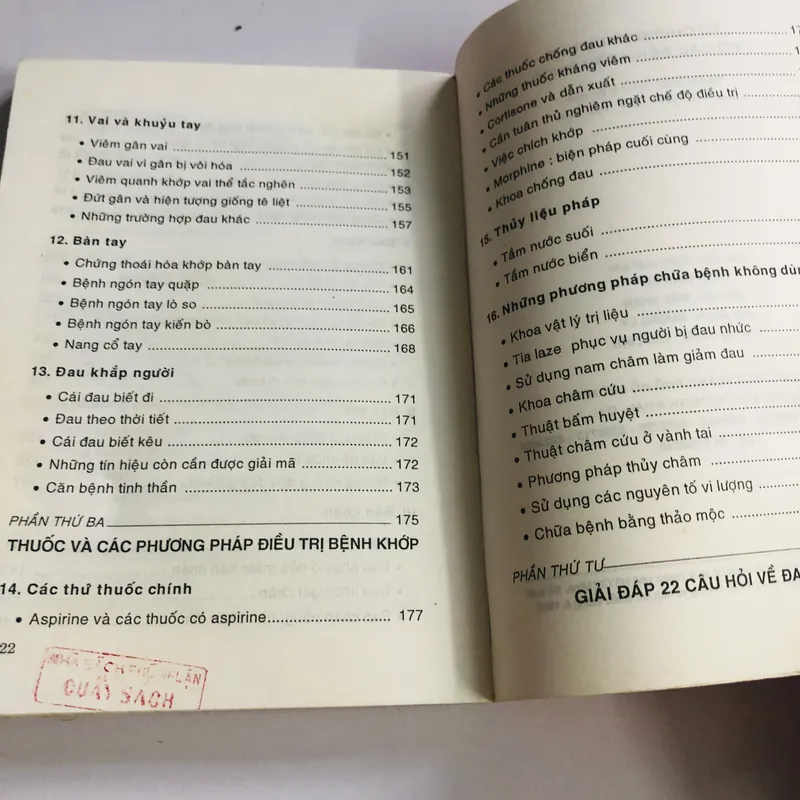 11. Vai và khuỷu tay
• Viêm gân vai 151
• Đau vai vì gân bị vôi hóa 152
• Viêm quanh khớp vai thể tắc nghẽn 153
• Đứt gân và hiện tượng giống tê liệt 155
• Những trường hợp đau khác 157
12. Bàn tay
• Chứng thoái hóa khớp bàn tay 161
• Bệnh ngón tay quặp 164
• Bệnh ngón tay lò so 165
• Bệnh ngón tay kiến bò 166
• Nang cổ tay 168
13. Đau khắp người
• Cái đau biết đi 171
• Đau theo thời tiết 171
• Cái đau biết kêu 172
• Những tín hiệu còn cần được giải mã 172
• Căn bệnh tinh thần 173
PHẦN THỨ BA 175
THUỐC VÀ CÁC PHƯƠNG PHÁP ĐIỀU TRỊ BỆNH KHỚP
14. Các thứ thuốc chính
• Aspirine và các thuốc có aspirine 177
22
NHÀ SÁCH
QUẦY SÁCH
• Các thuốc chống đau khác
• Những thuốc kháng viêm
• Cortisone và dẫn xuất
• Cần tuân thủ nghiêm ngặt chế độ điều trị
• Việc chích khớp
• Morphine : biện pháp cuối cùng
• Khoa chống đau
15. Thủy liệu pháp
• Tắm nước suối
• Tắm nước biển
16. Những phương pháp chữa bệnh không
• Khoa vật lý trị liệu
• Tia laze phục vụ người bị đau nhức
• Sử dụng nam châm làm giảm đau
• Khoa châm cứu
• Thuật bấm huyệt
• Thuật châm cứu ở vành tai
• Phương pháp thủy châm
• Sử dụng các nguyên tố vi lượng
• Chữa bệnh bằng thảo mộc
PHẦN THỨ TƯ
GIẢI ĐÁP 22 CÂU HỎI VỀ